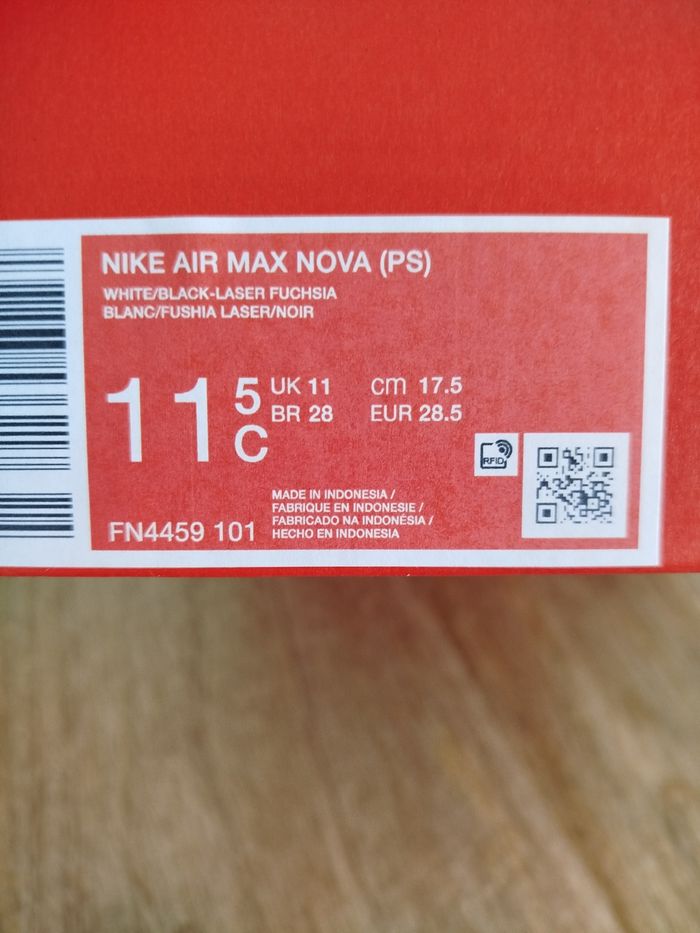 NIKE AIR MAX NOVA (PS)
WHITE/BLACK-LASER FUCHSIA
BLANC/FUSHIA LASER/NOIR
11 5 C
UK 11 cm 17.5
BR 28 EUR 28.5
RFID
MADE IN INDONESIA /
FABRIQUE EN INDONESIE /
FABRICADO NA INDONÉSIA /
HECHO EN INDONESIA
FN4459 101